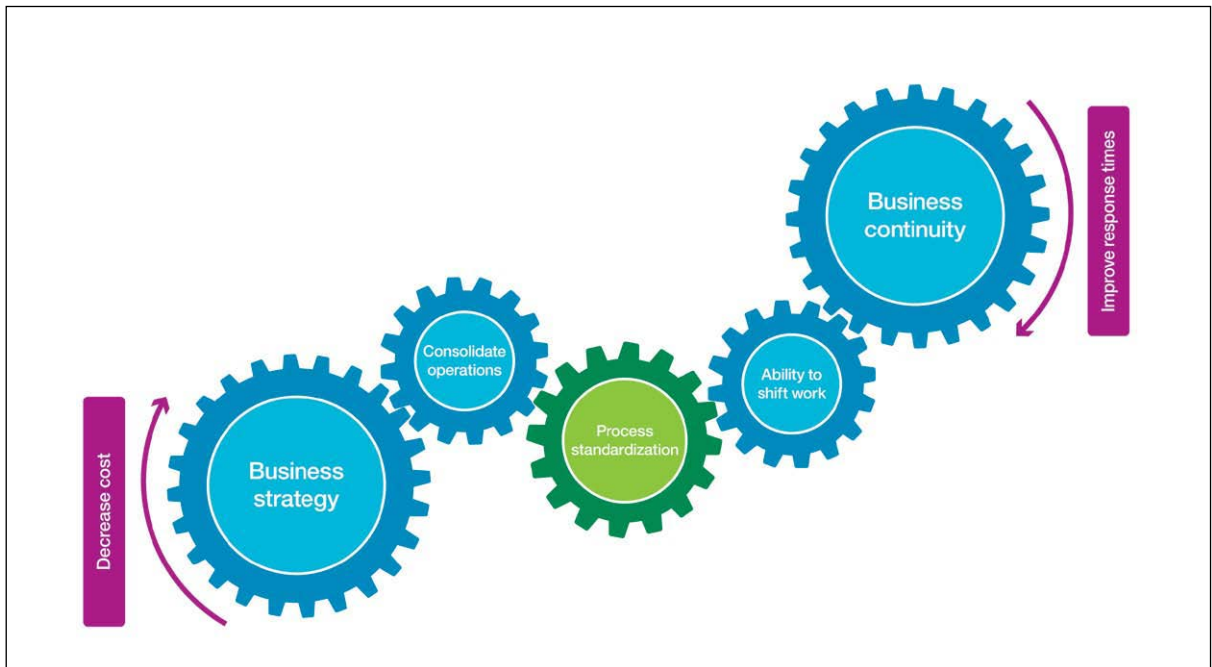 Decrease cost
Business
strategy
Consolidate
operations
Process
standardization
Ability to
shift work
Business
continuity
Improve response times